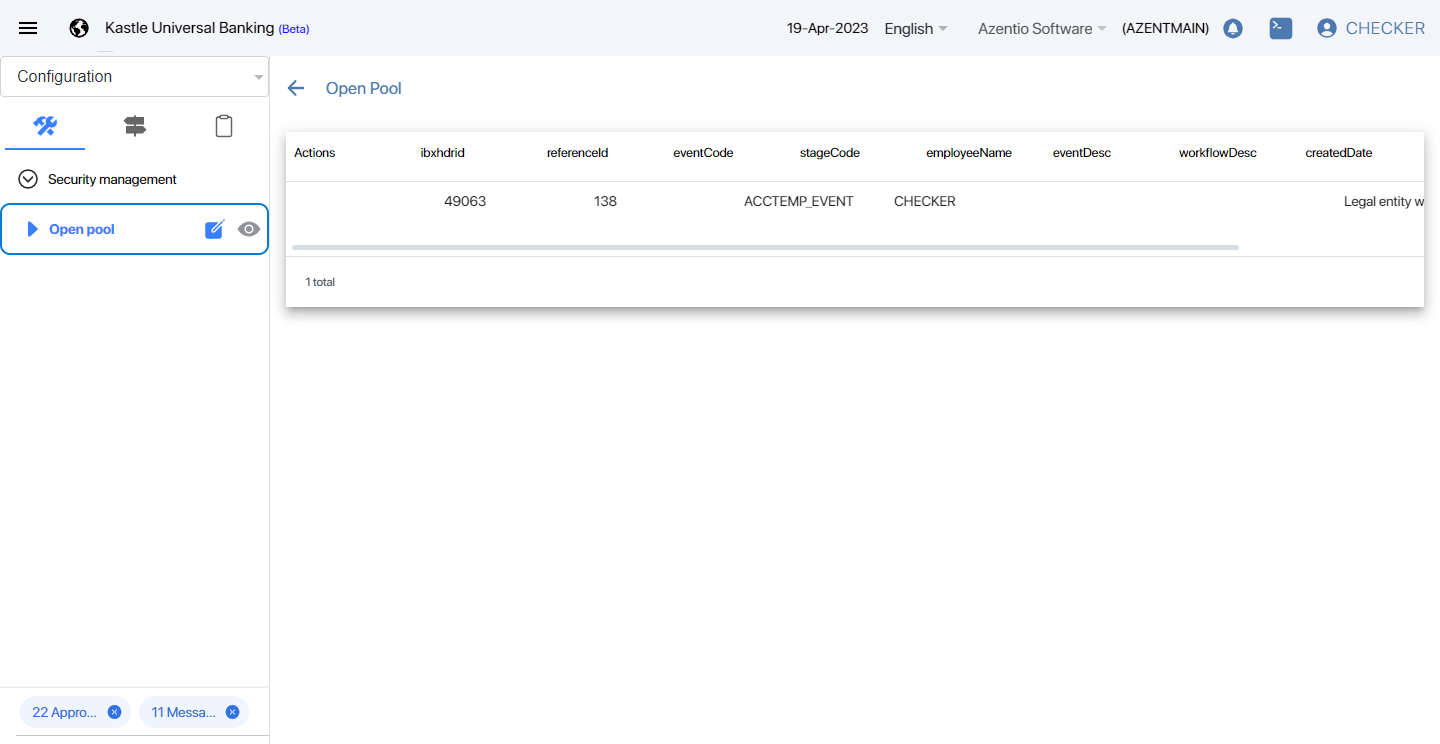 Kastle Universal Banking (Beta) 19-Apr-2023 English Azentio Software (AZENTMAIN) CHECKER
Configuration
Open Pool
Security management
Open pool
Actions ibxhdrid referenceId eventCode stageCode employeeName eventDesc workflowDesc createdDate
49063 138 ACCTEMP_EVENT CHECKER Legal entity w
1 total
22 Appro... 11 Messa...